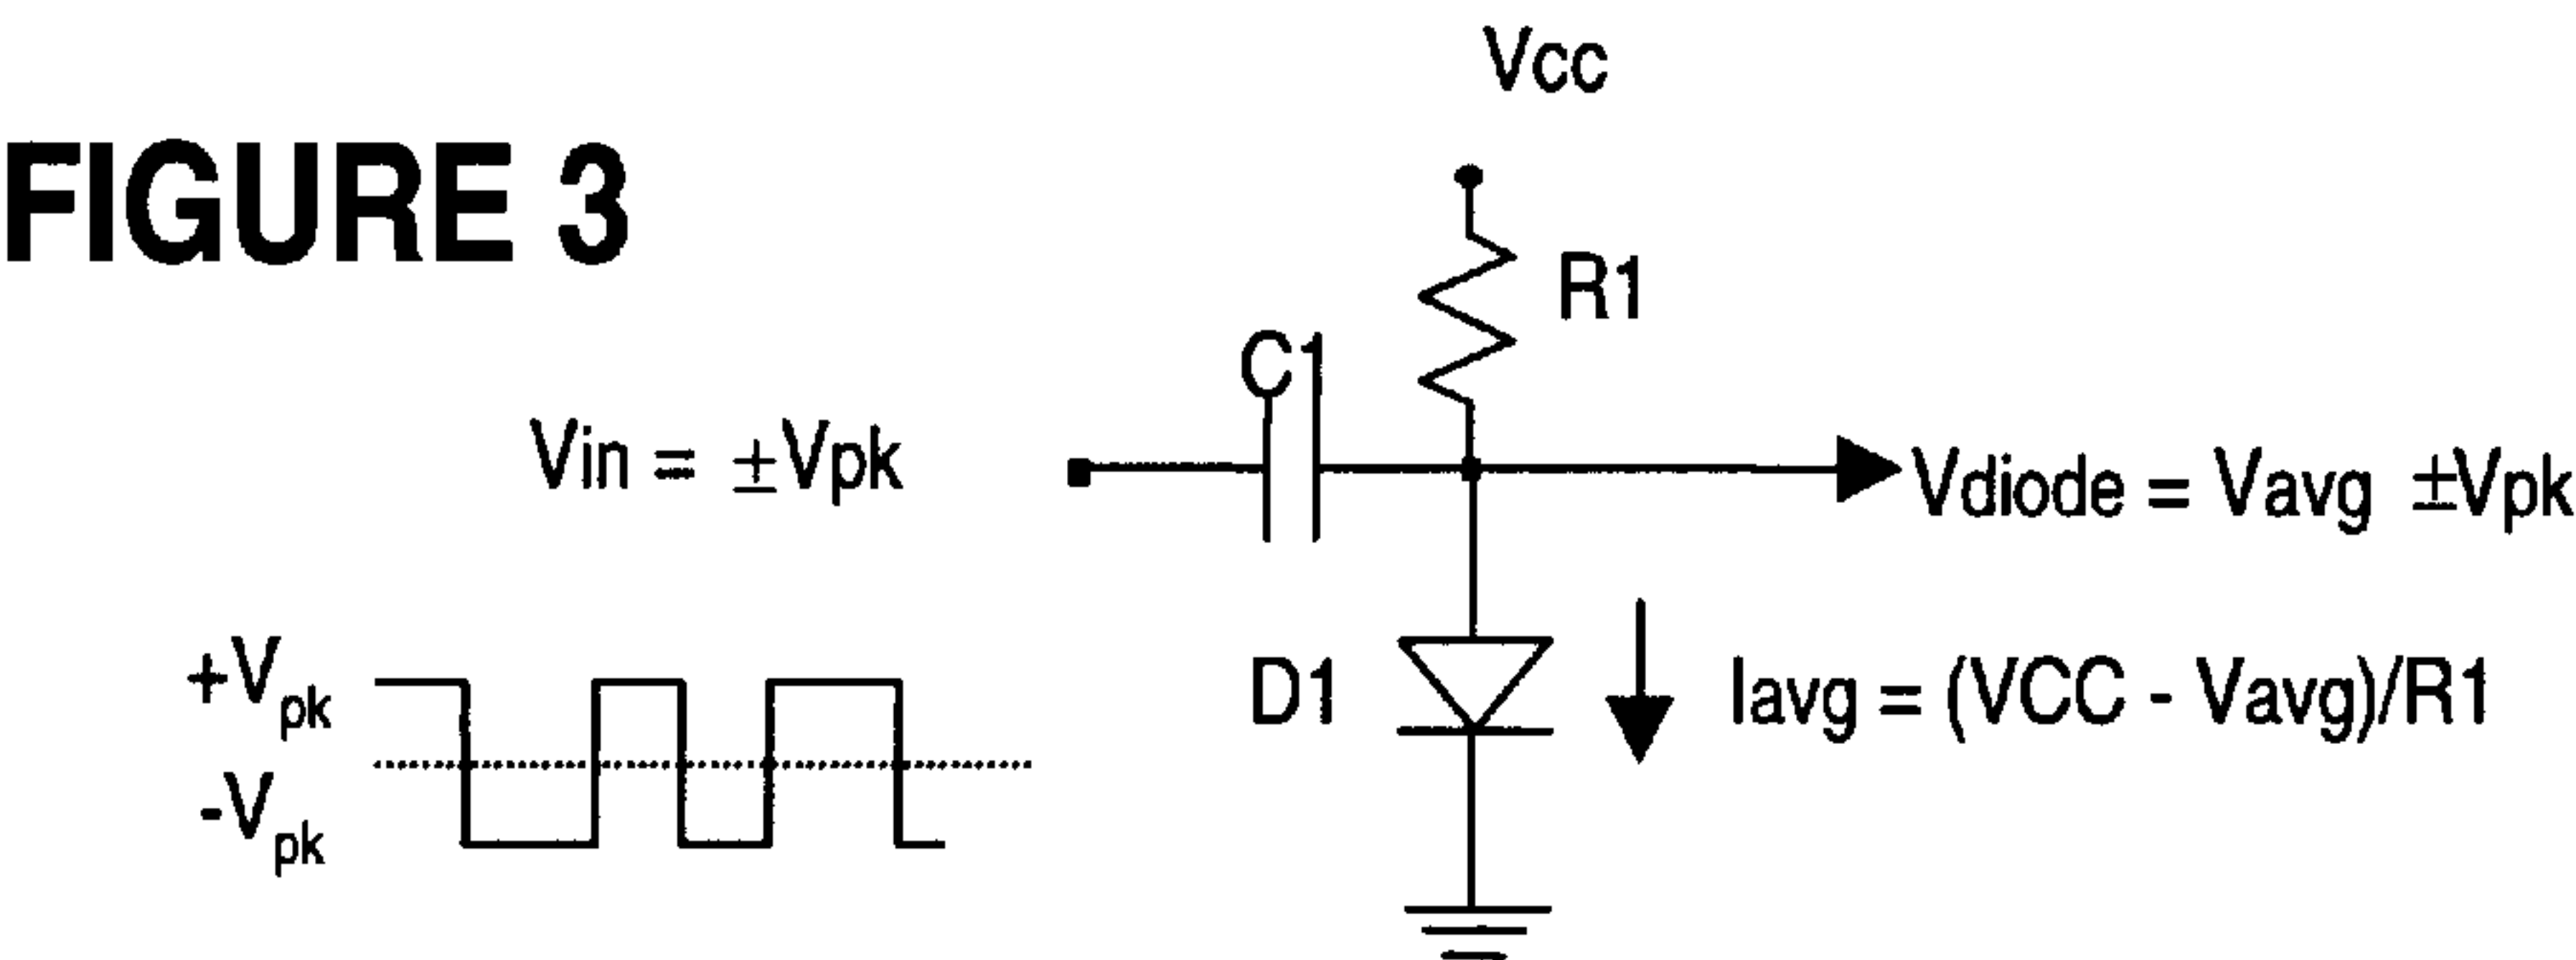 Vcc
FIGURE 3
R1
C1
Vin = ±Vpk
Vdiode = Vavg ±Vpk
+Vpk
-Vpk
D1
Iavg = (VCC - Vavg)/R1